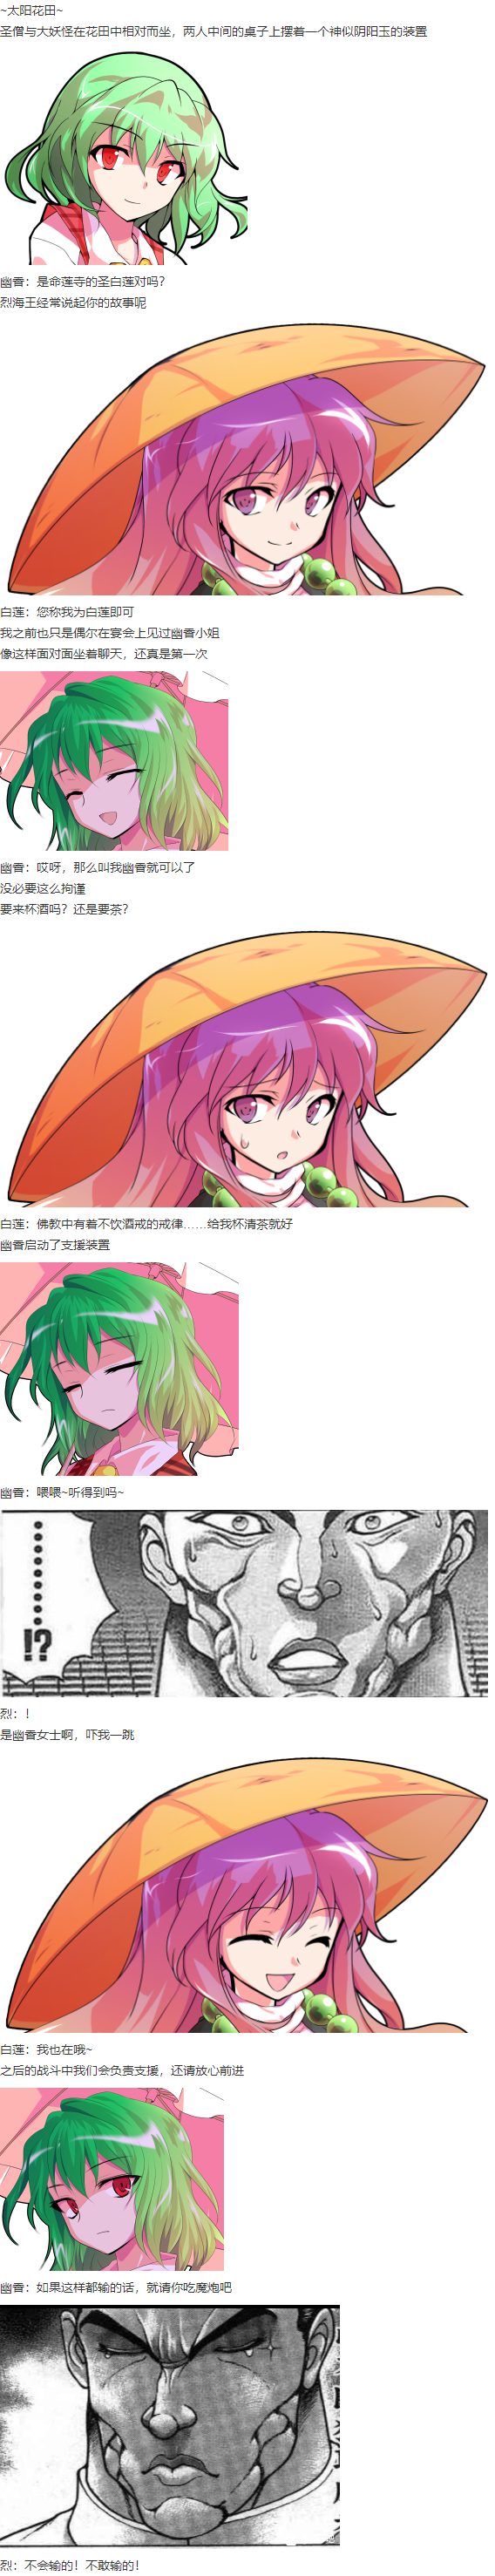 ~太阳花田~
圣僧与大妖怪在花田中相对而坐，两人中间的桌子上摆着一个神似阴阳玉的装置
幽香：是命莲寺的圣白莲对吗？
烈海王经常说起你的故事呢
白莲：您称我为白莲即可
我之前也只是偶尔在宴会上见过幽香小姐
像这样面对面坐着聊天，还真是第一次
幽香：哎呀，那么叫我幽香就可以了
没必要这么拘谨
要来杯酒吗？还是要茶？
白莲：佛教中有着不饮酒戒的戒律……给我杯清茶就好
幽香启动了支援装置
幽香：喂喂~听得到吗~
………!?
烈：！
是幽香女士啊，吓我一跳
白莲：我也在哦~
之后的战斗中我们会负责支援，还请放心前进
幽香：如果这样都输的话，就请你吃魔炮吧
烈：不会输的！不敢输的！